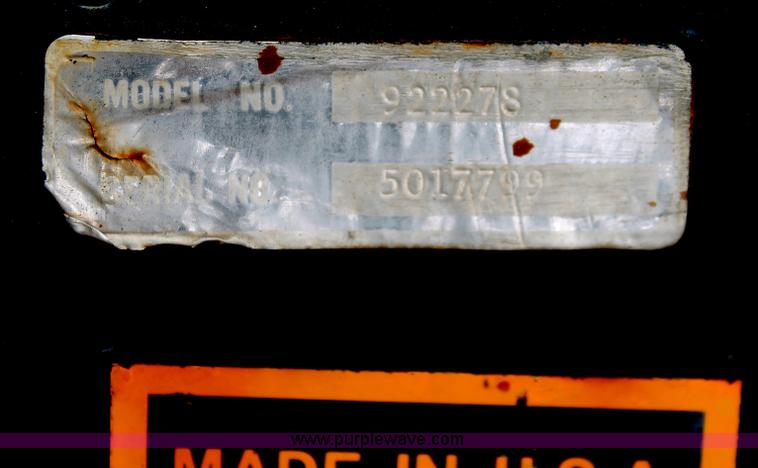 MODEL NO. 922278
SERIAL NO. 5017799
www.purplewave.com
MADE IN U.S.A.